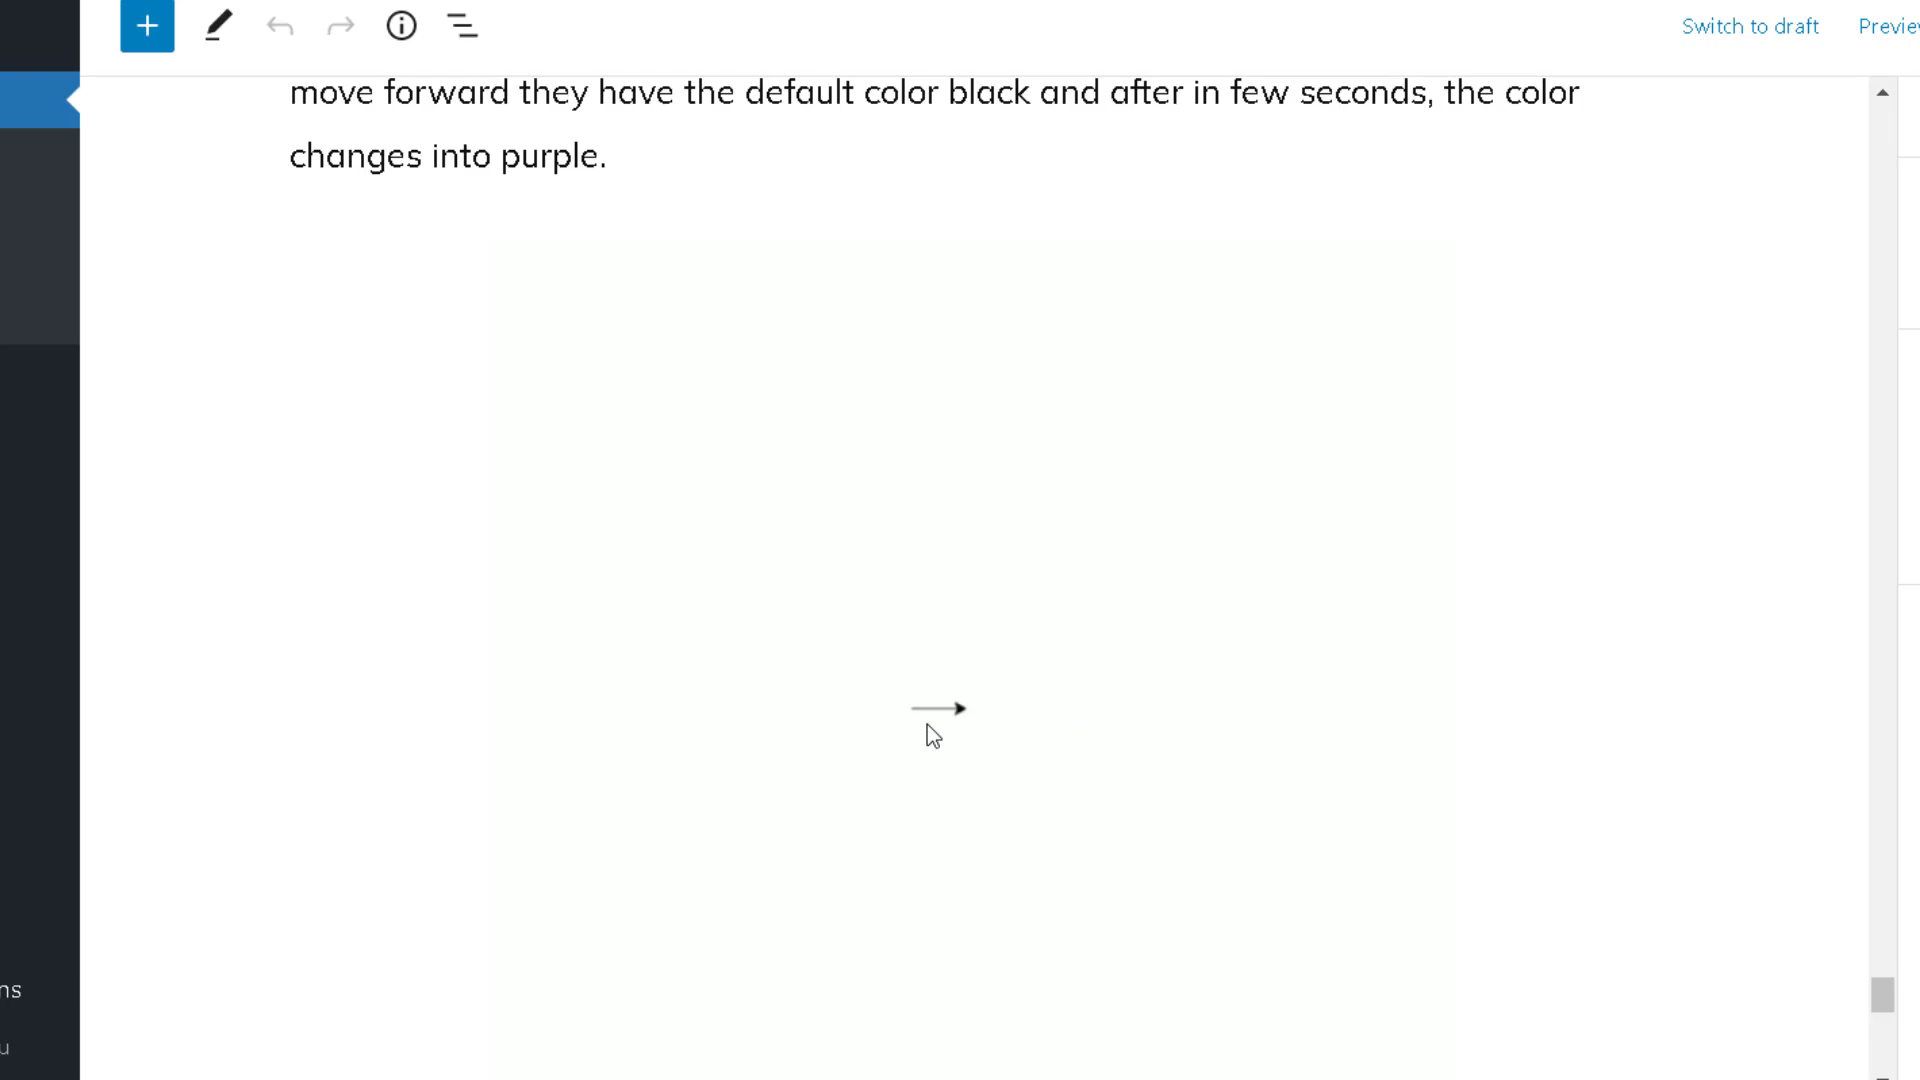 Switch to draft
Previe
move forward they have the default color black and after in few seconds, the color
changes into purple.
ns
u